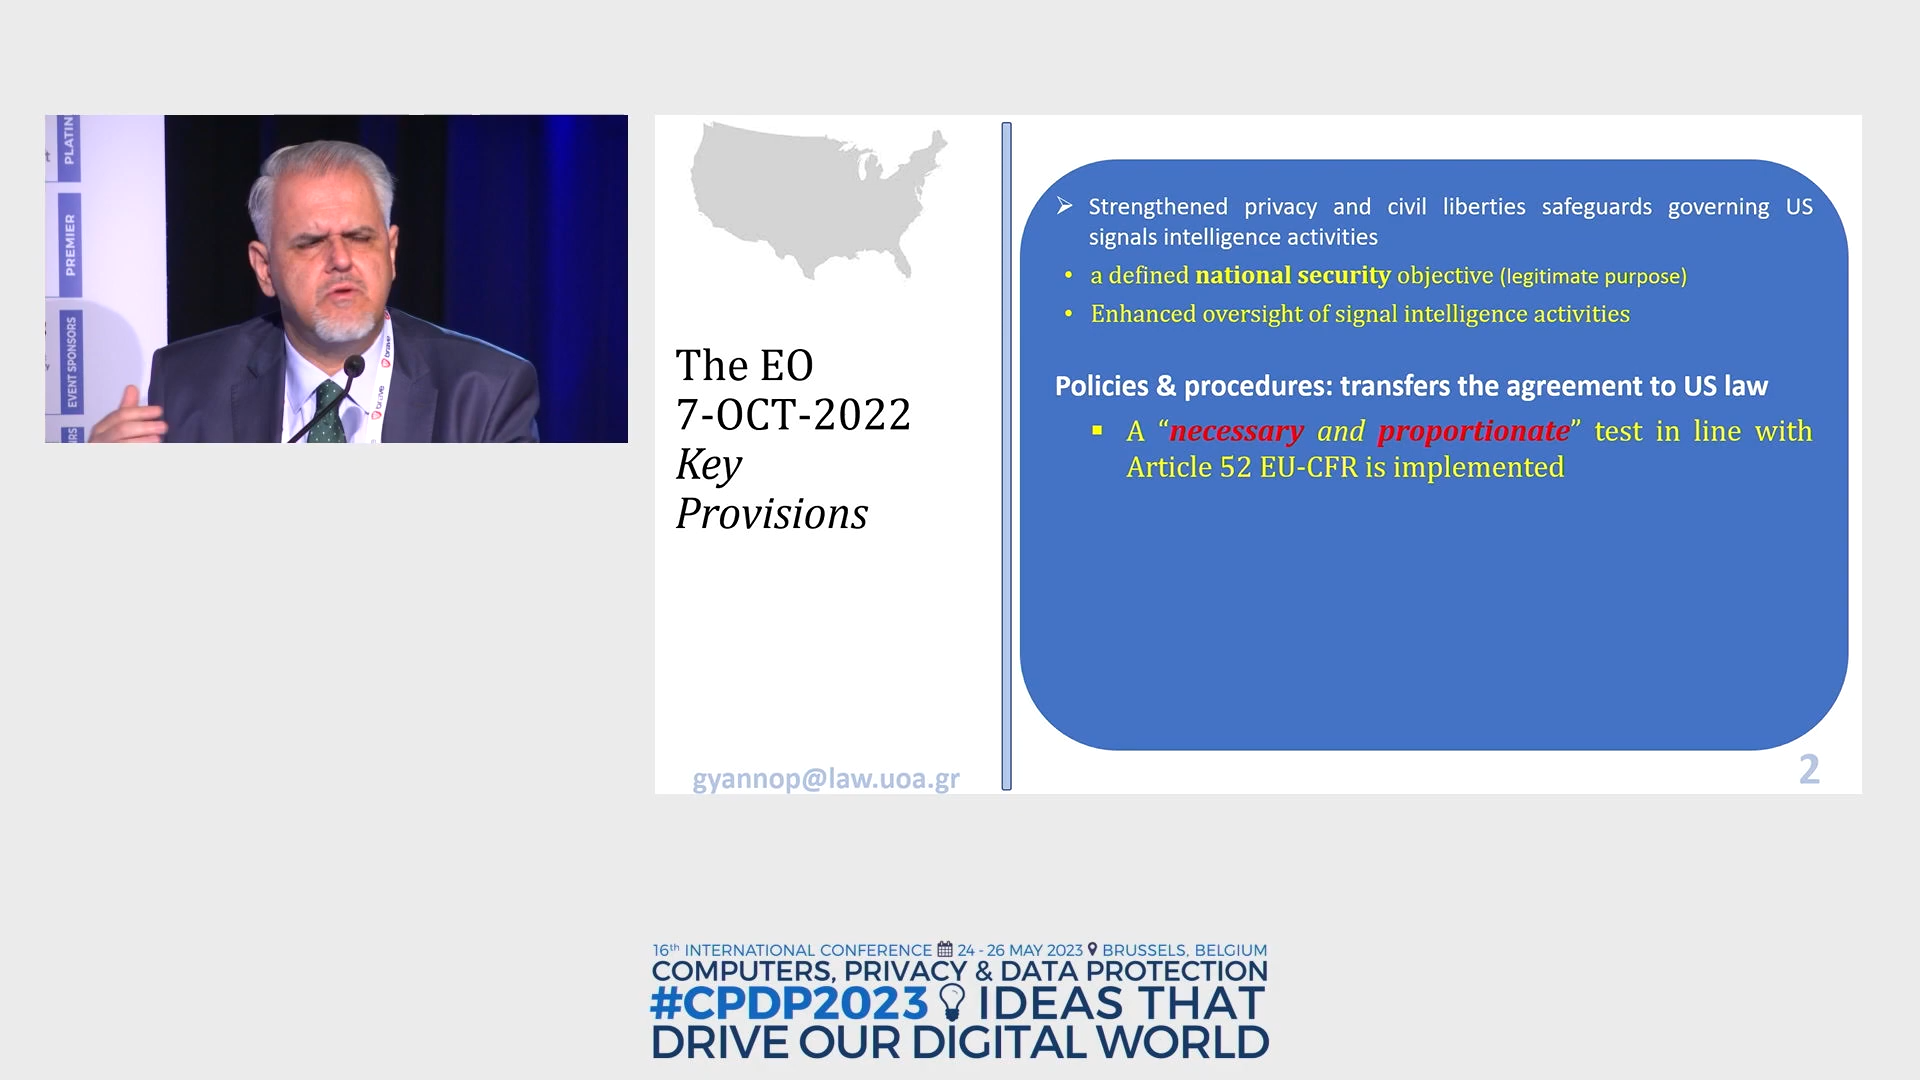 PLATIN
PREMIER
EVENT SPONSORS
brave
brave
The EO
7-OCT-2022
Key
Provisions
gyannop@law.uoa.gr
➢ Strengthened privacy and civil liberties safeguards governing US
signals intelligence activities
• a defined national security objective (legitimate purpose)
• Enhanced oversight of signal intelligence activities
Policies & procedures: transfers the agreement to US law
▪ A “necessary and proportionate” test in line with
Article 52 EU-CFR is implemented
2
16th INTERNATIONAL CONFERENCE 24 - 26 MAY 2023 BRUSSELS, BELGIUM
COMPUTERS, PRIVACY & DATA PROTECTION
#CPDP2023 IDEAS THAT
DRIVE OUR DIGITAL WORLD